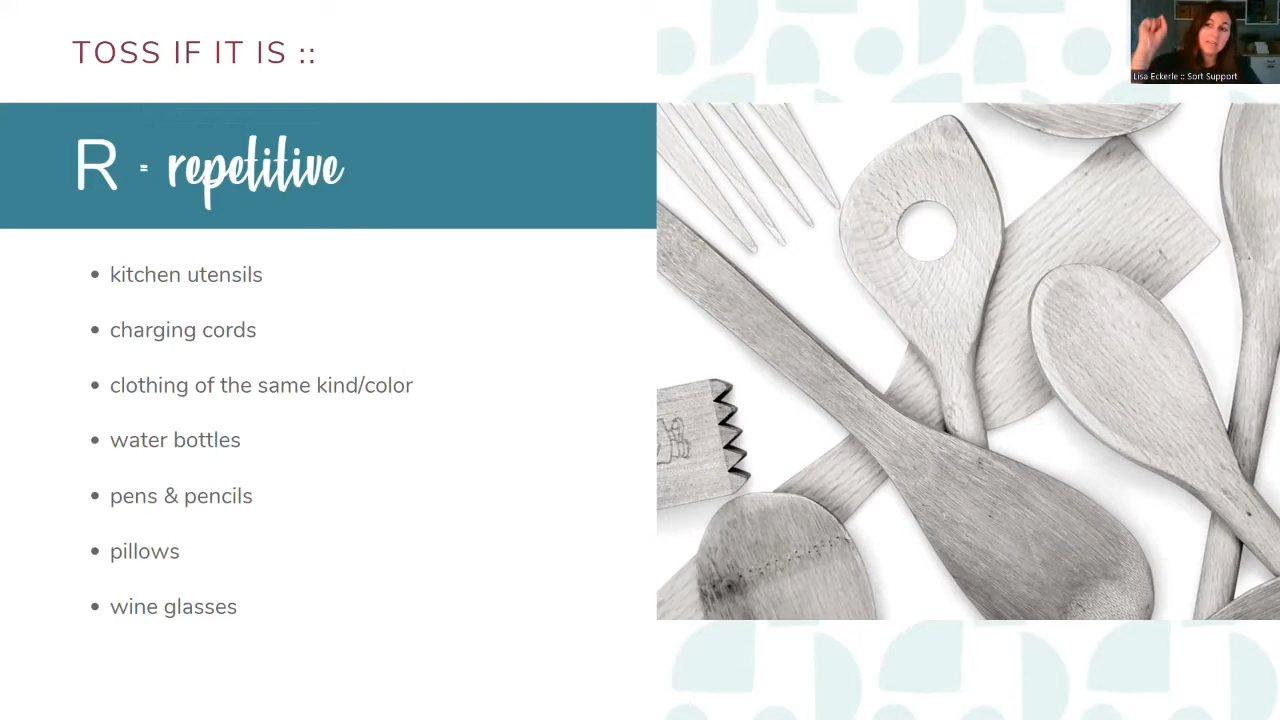 TOSS IF IT IS ::
R = repetitive
• kitchen utensils
• charging cords
• clothing of the same kind/color
• water bottles
• pens & pencils
• pillows
• wine glasses
Lisa Eckerle :: Sort Support